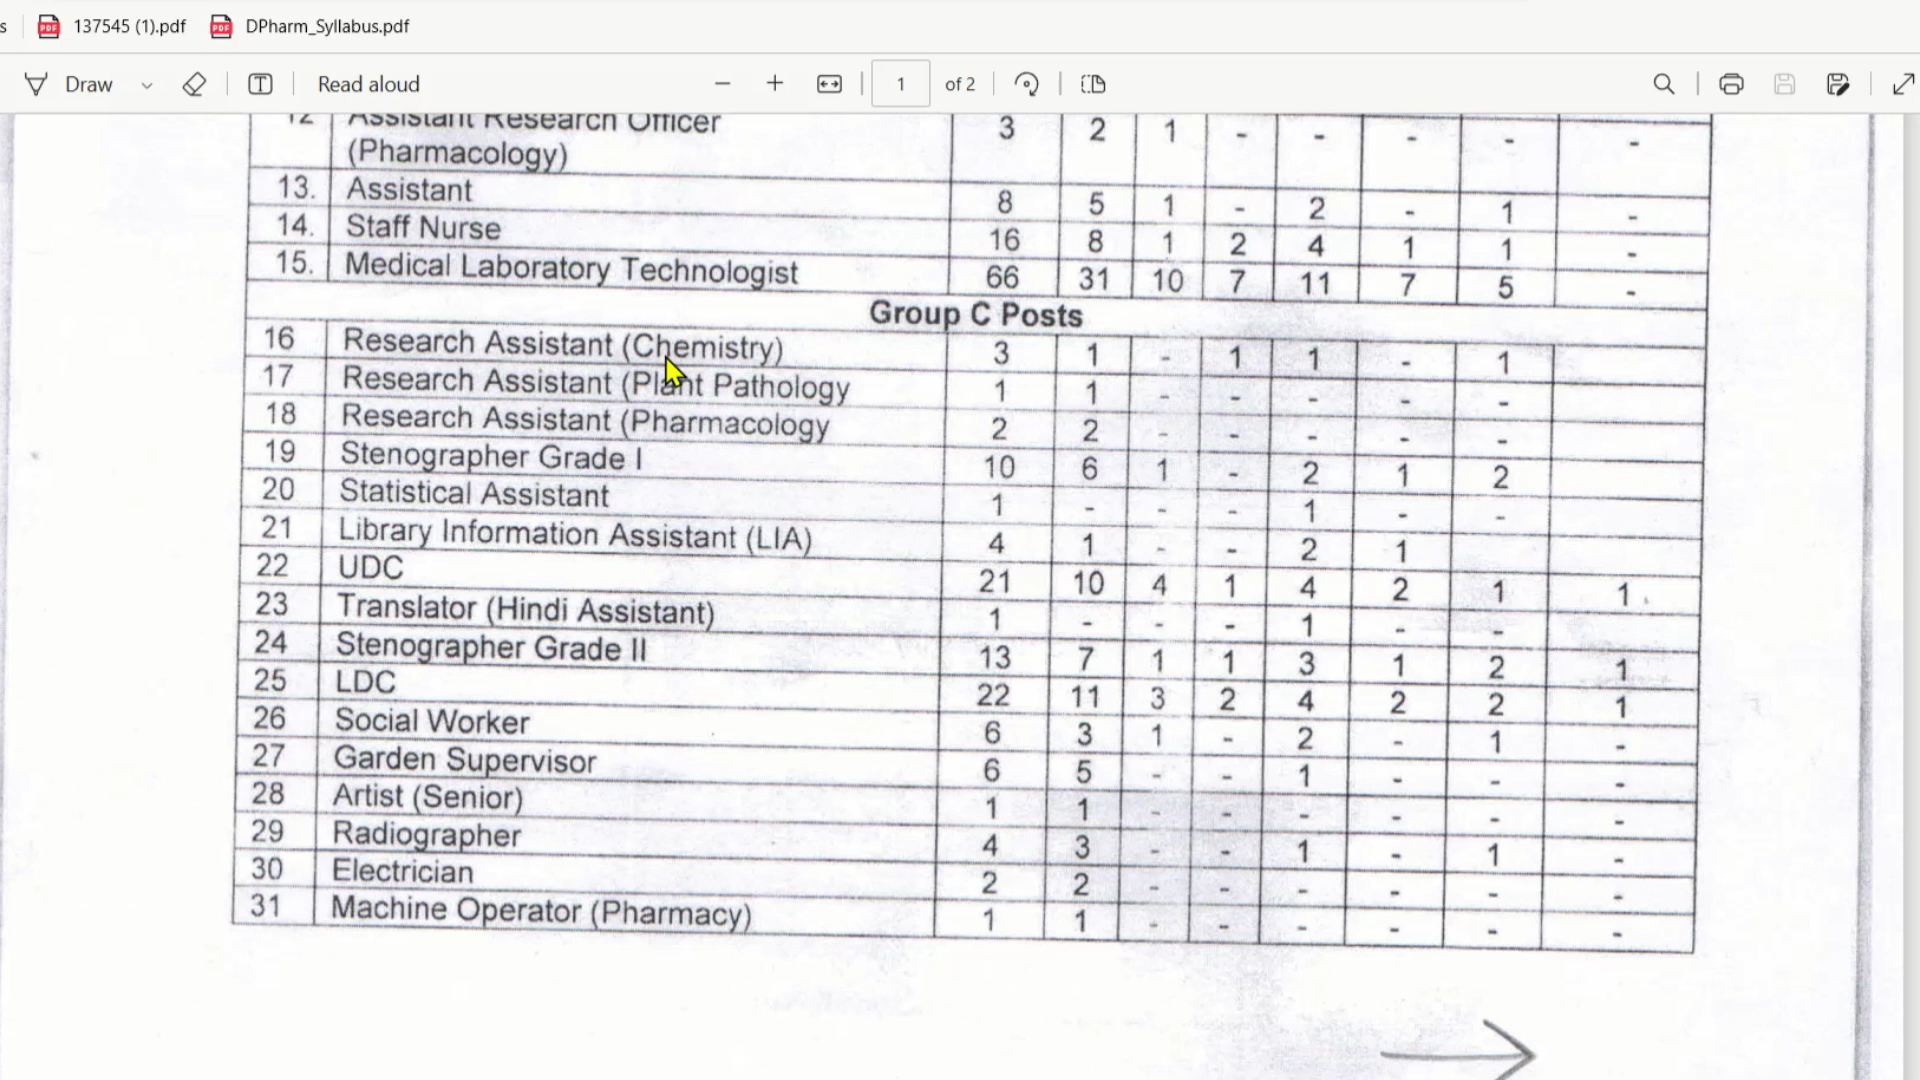 s 137545 (1).pdf DPharm_Syllabus.pdf
Draw Read aloud 1 of 2
12 Assistant Research Officer (Pharmacology) 3 2 1 - - - - -
13. Assistant 8 5 1 - 2 - 1 -
14. Staff Nurse 16 8 1 2 4 1 1 -
15. Medical Laboratory Technologist 66 31 10 7 11 7 5 -
Group C Posts
16 Research Assistant (Chemistry) 3 1 - 1 1 - 1
17 Research Assistant (Plant Pathology 1 1 - - - - -
18 Research Assistant (Pharmacology 2 2 - - - - -
19 Stenographer Grade I 10 6 1 - 2 1 2
20 Statistical Assistant 1 - - - 1 - -
21 Library Information Assistant (LIA) 4 1 - - 2 1
22 UDC 21 10 4 1 4 2 1 1
23 Translator (Hindi Assistant) 1 - - - 1 - -
24 Stenographer Grade II 13 7 1 1 3 1 2 1
25 LDC 22 11 3 2 4 2 2 1
26 Social Worker 6 3 1 - 2 - 1 -
27 Garden Supervisor 6 5 - - 1 - - -
28 Artist (Senior) 1 1 - - - - - -
29 Radiographer 4 3 - - 1 - 1 -
30 Electrician 2 2 - - - - - -
31 Machine Operator (Pharmacy) 1 1 - - - - - -